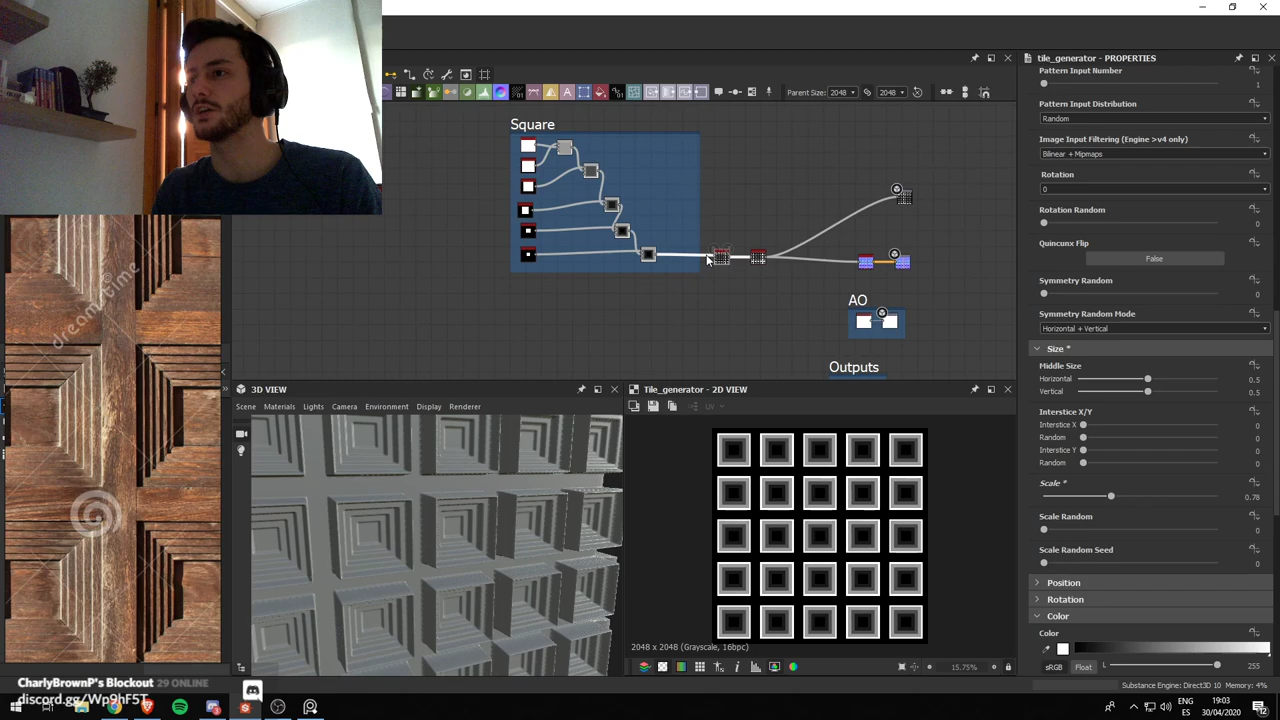 tile_generator - PROPERTIES
Pattern Input Number
1
Pattern Input Distribution
Random
Image Input Filtering (Engine >v4 only)
Bilinear + Mipmaps
Rotation
0
Rotation Random
0
Quincunx Flip
False
Symmetry Random
0
Symmetry Random Mode
Horizontal + Vertical
Size *
Middle Size
Horizontal 0.5
Vertical 0.5
Interstice X/Y
Interstice X 0
Random 0
Interstice Y 0
Random 0
Scale *
0.78
Scale Random
0
Scale Random Seed
0
Position
Rotation
Color
Color
sRGB Float L 255
Parent Size: 2048 2048
Square
AO
Outputs
3D VIEW
Scene Materials Lights Camera Environment Display Renderer
Tile_generator - 2D VIEW
UV
2048 x 2048 (Grayscale, 16bpc)
15.75%
dreamstime
CharlyBrownP's Blockout 29 ONLINE
discord.gg/Wp9hF5T
Substance Engine: Direct3D 10 Memory: 4%
ENG
ES
19:03
30/04/2020
12